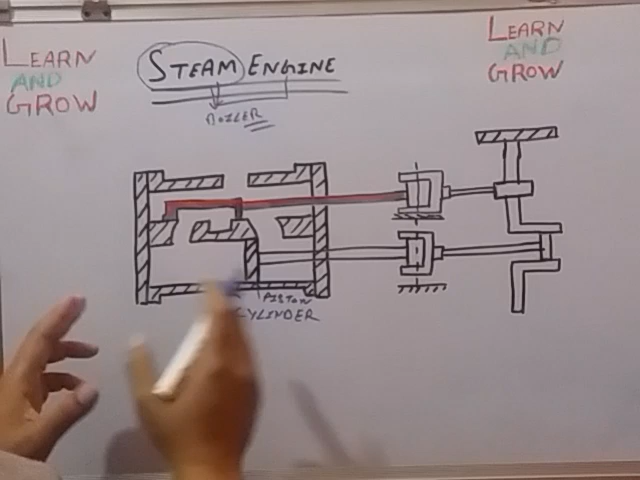 LEARN
AND
GROW
STEAM ENGINE
BOILER
LEARN
AND
GROW
PISTON
CYLINDER